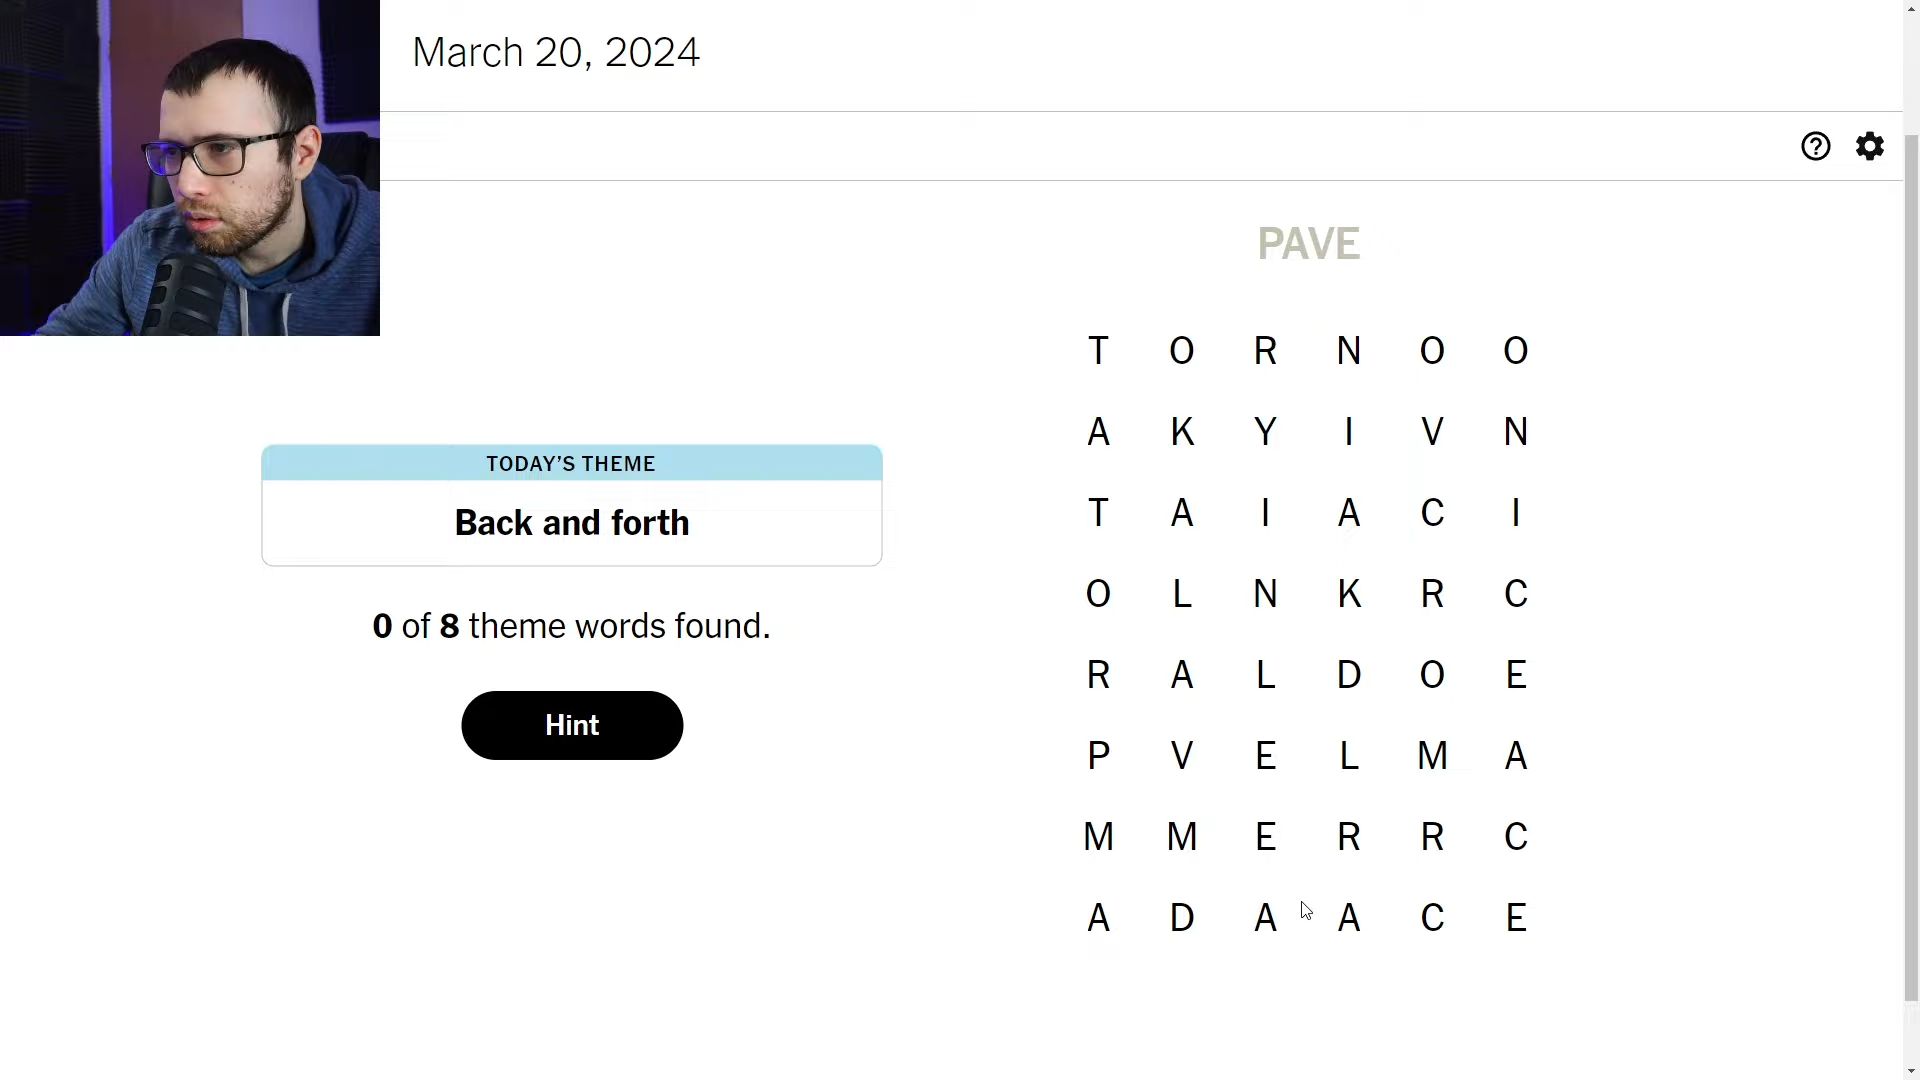 March 20, 2024
PAVE
TODAY'S THEME
Back and forth
0 of 8 theme words found.
Hint
T O R N O O
A K Y I V N
T A I A C I
O L N K R C
R A L D O E
P V E L M A
M M E R R C
A D A A C E